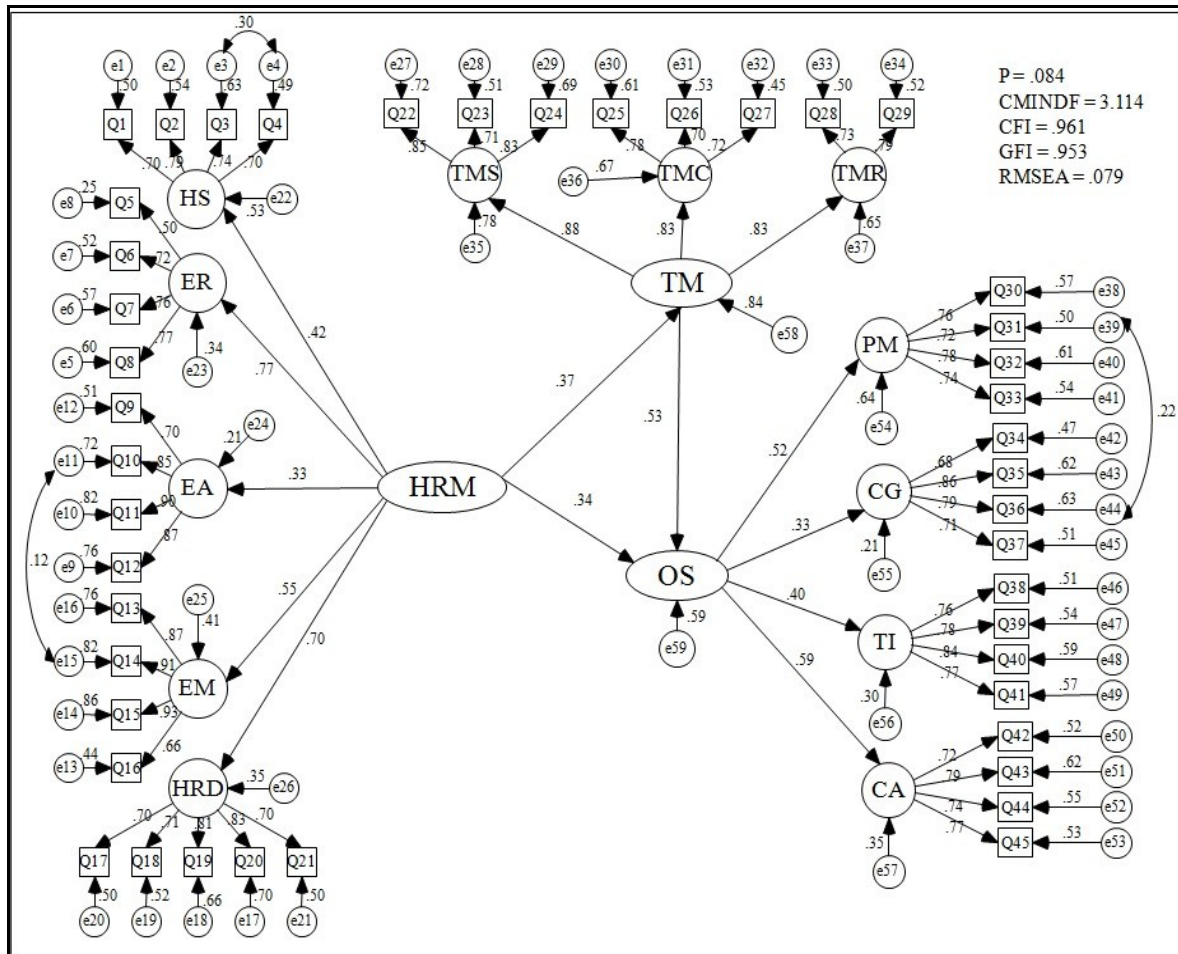 .30
e1 e2 e3 e4
.50 .54 .63 .49
Q1 Q2 Q3 Q4
.70 .79 .74 .70
HS
.53 e22
e8 .25 Q5 .50
e7 .52 Q6 .72
e6 .57 Q7 .76
e5 .60 Q8 .77
ER
.34
e23
.42
.77
e12 .51 Q9 .70
e11 .72 Q10 .85
e10 .82 Q11 .90
e9 .76 Q12 .87
EA
.21 e24
.33
.12
e16 .76 Q13 .87
e15 .82 Q14 .91
e14 .86 Q15 .93
e13 .44 Q16 .66
EM
e25
.41
.55
.70
HRD
.35 e26
.70 .71 .81 .83 .70
Q17 Q18 Q19 Q20 Q21
.50 .52 .66 .70 .50
e20 e19 e18 e17 e21
HRM
.37
.34
e27 e28 e29 e30 e31 e32 e33 e34
.72 .51 .69 .61 .53 .45 .50 .52
Q22 Q23 Q24 Q25 Q26 Q27 Q28 Q29
.85 .71 .83 .78 .70 .72 .73 .79
TMS TMC TMR
.67
e36
.78
e35
.65
e37
.88 .83 .83
TM
.84
e58
.53
OS
.59
e59
P = .084
CMINDF = 3.114
CFI = .961
GFI = .953
RMSEA = .079
.52
.33
.40
.59
PM
.64
e54
.76 Q30 .57 e38
.72 Q31 .50 e39
.78 Q32 .61 e40
.74 Q33 .54 e41
.22
CG
.21
e55
.68 Q34 .47 e42
.86 Q35 .62 e43
.79 Q36 .63 e44
.71 Q37 .51 e45
TI
.30
e56
.76 Q38 .51 e46
.78 Q39 .54 e47
.84 Q40 .59 e48
.77 Q41 .57 e49
CA
.35
e57
.72 Q42 .52 e50
.79 Q43 .62 e51
.74 Q44 .55 e52
.77 Q45 .53 e53